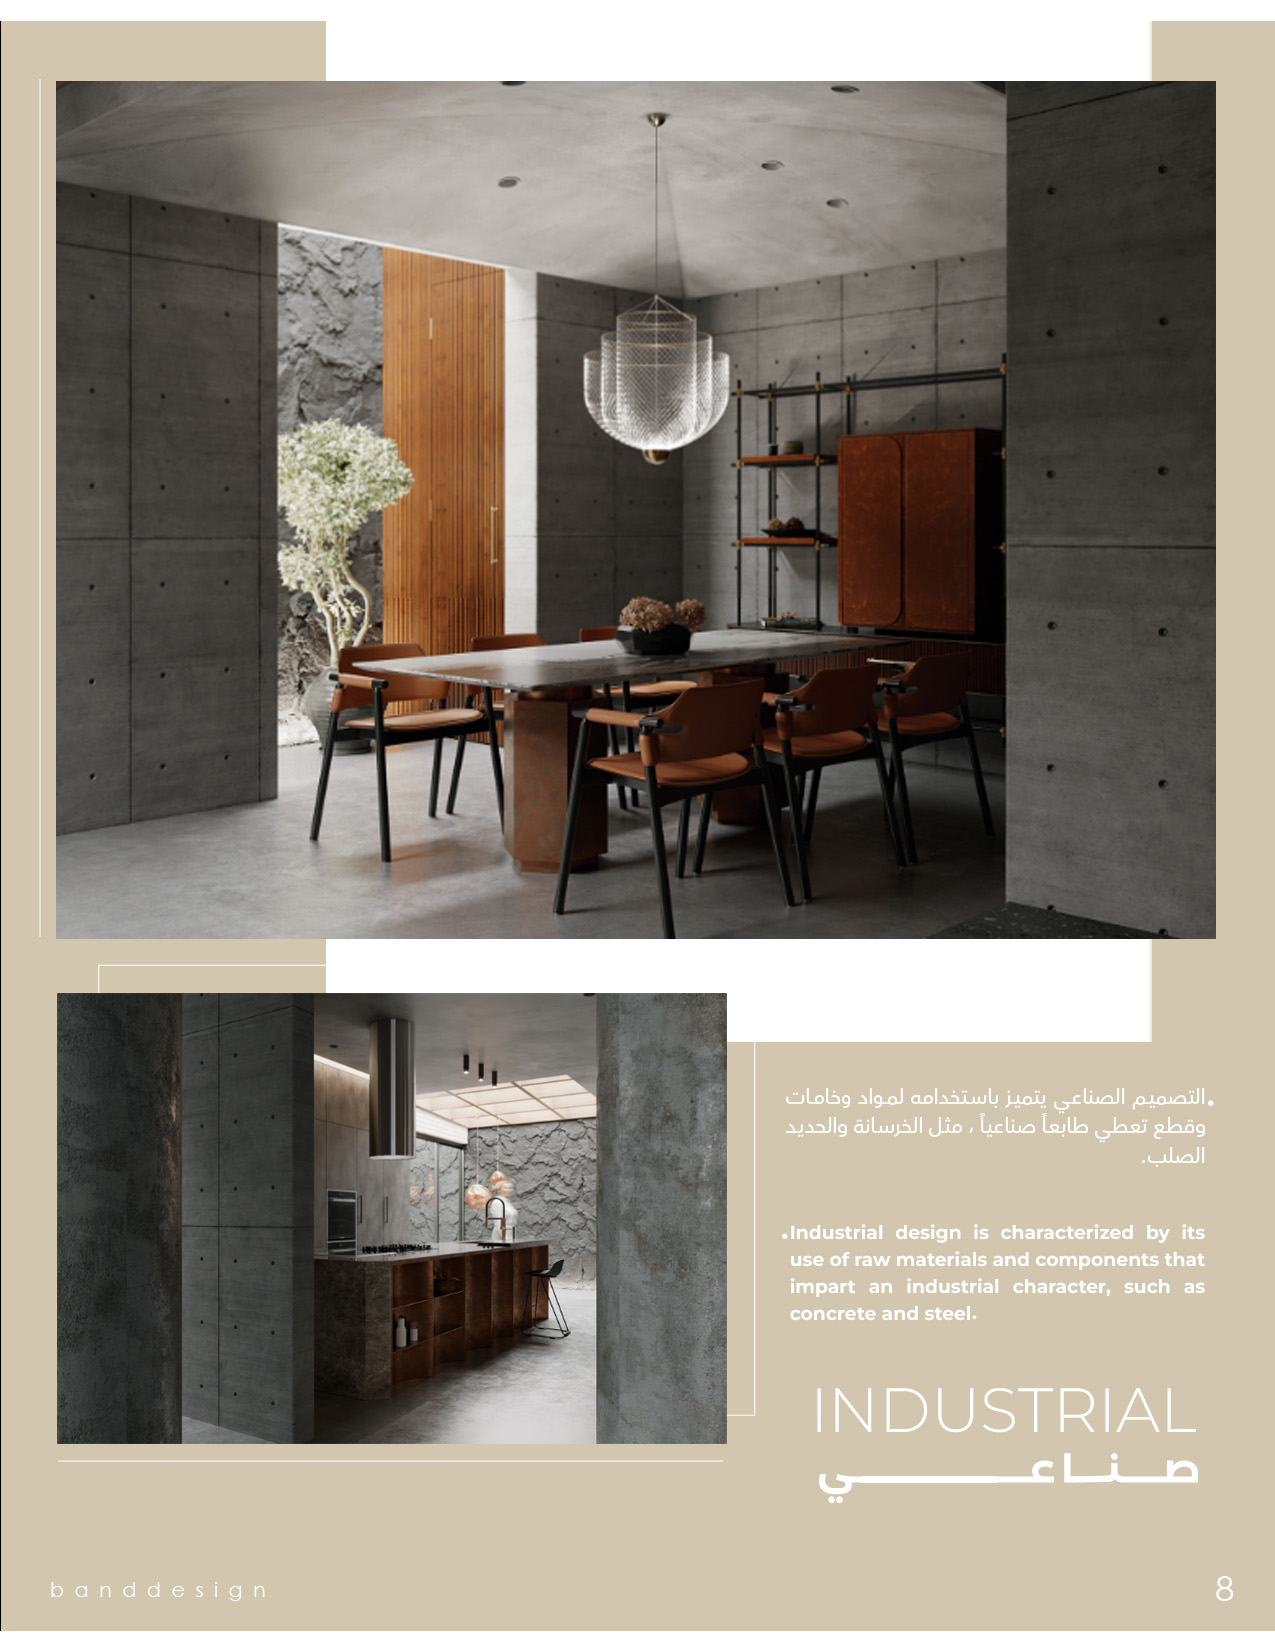 التصميم الصناعي يتميز باستخدامه لمواد وخامات
وقطع تعطي طابعاً صناعياً ، مثل الخرسانة والحديد
الصلب.
Industrial design is characterized by its
use of raw materials and components that
impart an industrial character, such as
concrete and steel.
INDUSTRIAL
صناعي
banddesign
8